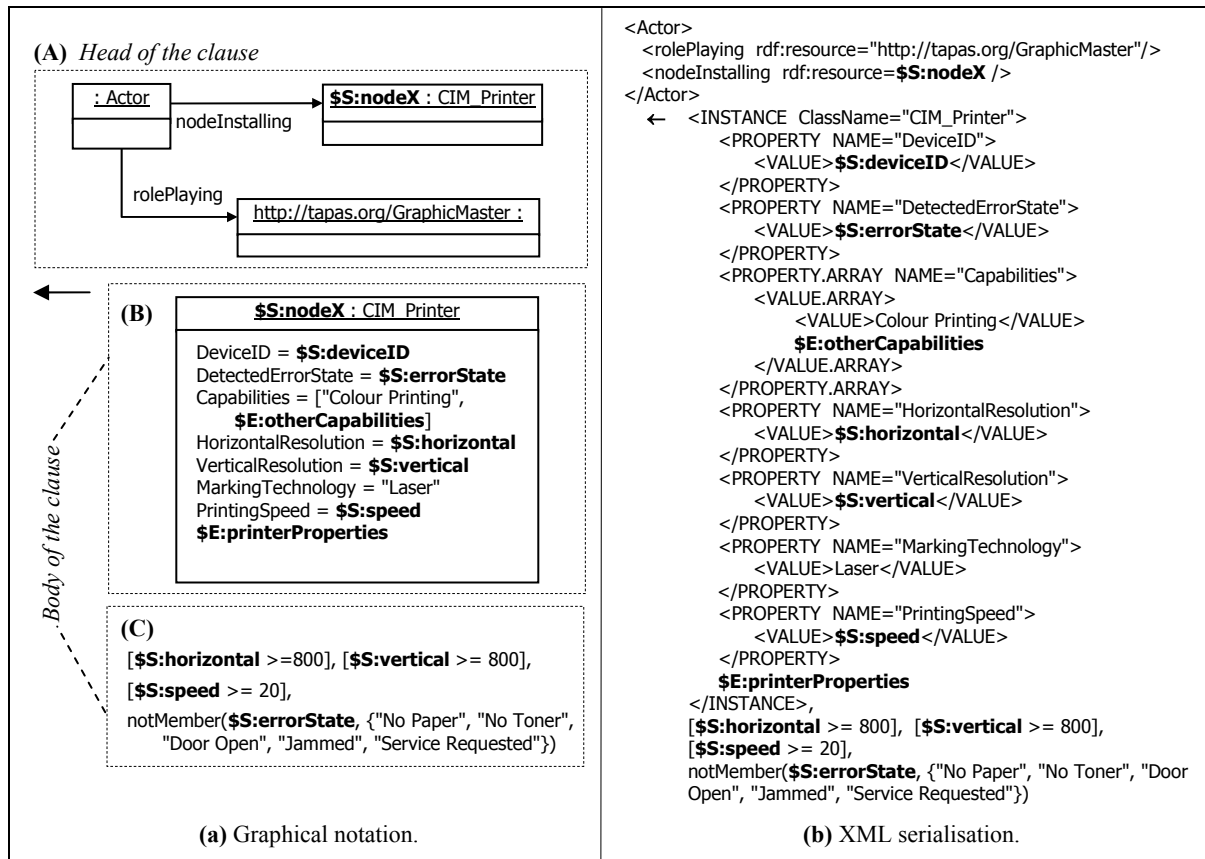 (A) Head of the clause
: Actor
$S:nodeX : CIM_Printer
nodeInstalling
rolePlaying
http://tapas.org/GraphicMaster :
Body of the clause
(B)
$S:nodeX : CIM_Printer
DeviceID = $S:deviceID
DetectedErrorState = $S:errorState
Capabilities = ["Colour Printing",
$E:otherCapabilities]
HorizontalResolution = $S:horizontal
VerticalResolution = $S:vertical
MarkingTechnology = "Laser"
PrintingSpeed = $S:speed
$E:printerProperties
(C)
[$S:horizontal >=800], [$S:vertical >= 800],
[$S:speed >= 20],
notMember($S:errorState, {"No Paper", "No Toner",
"Door Open", "Jammed", "Service Requested"})
(a) Graphical notation.
<Actor>
<rolePlaying rdf:resource="http://tapas.org/GraphicMaster"/>
<nodeInstalling rdf:resource=$S:nodeX />
</Actor>
← <INSTANCE ClassName="CIM_Printer">
<PROPERTY NAME="DeviceID">
<VALUE>$S:deviceID</VALUE>
</PROPERTY>
<PROPERTY NAME="DetectedErrorState">
<VALUE>$S:errorState</VALUE>
</PROPERTY>
<PROPERTY.ARRAY NAME="Capabilities">
<VALUE.ARRAY>
<VALUE>Colour Printing</VALUE>
$E:otherCapabilities
</VALUE.ARRAY>
</PROPERTY.ARRAY>
<PROPERTY NAME="HorizontalResolution">
<VALUE>$S:horizontal</VALUE>
</PROPERTY>
<PROPERTY NAME="VerticalResolution">
<VALUE>$S:vertical</VALUE>
</PROPERTY>
<PROPERTY NAME="MarkingTechnology">
<VALUE>Laser</VALUE>
</PROPERTY>
<PROPERTY NAME="PrintingSpeed">
<VALUE>$S:speed</VALUE>
</PROPERTY>
$E:printerProperties
</INSTANCE>,
[$S:horizontal >= 800], [$S:vertical >= 800],
[$S:speed >= 20],
notMember($S:errorState, {"No Paper", "No Toner", "Door
Open", "Jammed", "Service Requested"})
(b) XML serialisation.